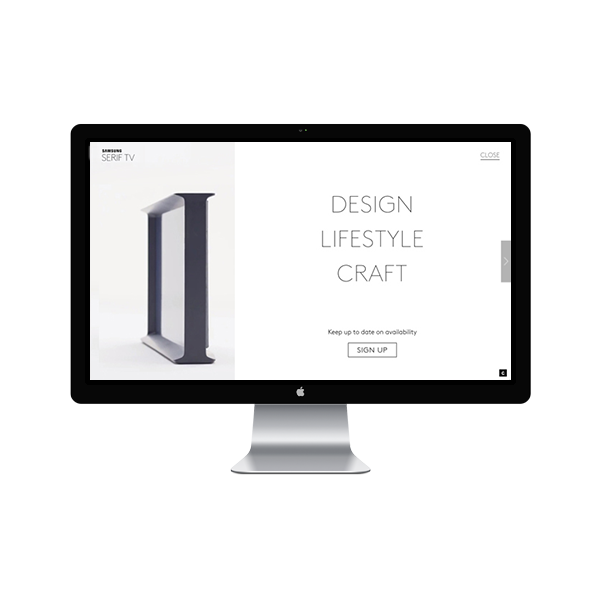 SAMSUNG
SERIF TV
CLOSE
DESIGN
LIFESTYLE
CRAFT
Keep up to date on availability
SIGN UP